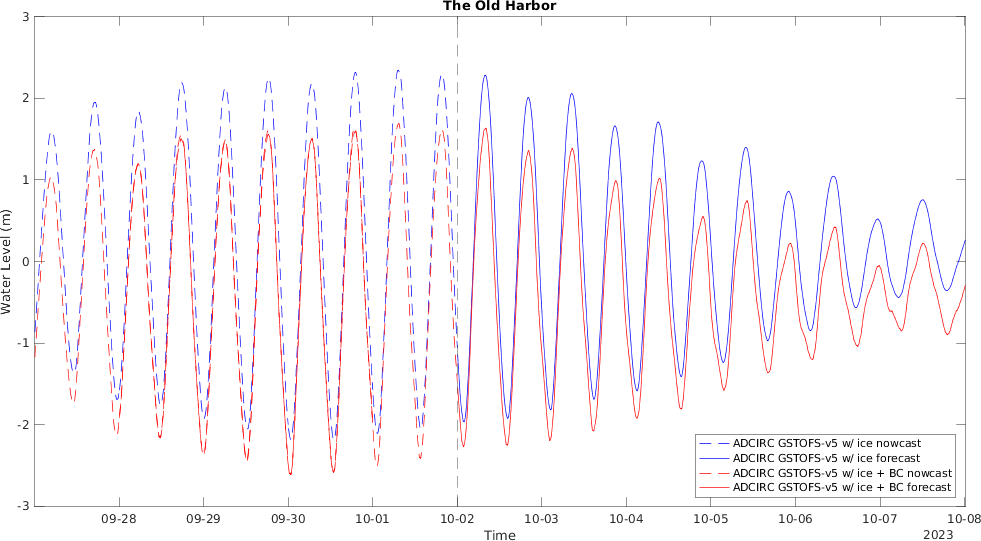 The Old Harbor
3
2
1
0
-1
-2
-3
Water Level (m)
ADCIRC GSTOFS-v5 w/ ice nowcast
ADCIRC GSTOFS-v5 w/ ice forecast
ADCIRC GSTOFS-v5 w/ ice + BC nowcast
ADCIRC GSTOFS-v5 w/ ice + BC forecast
09-28 09-29 09-30 10-01 10-02 10-03 10-04 10-05 10-06 10-07 10-08
Time 2023